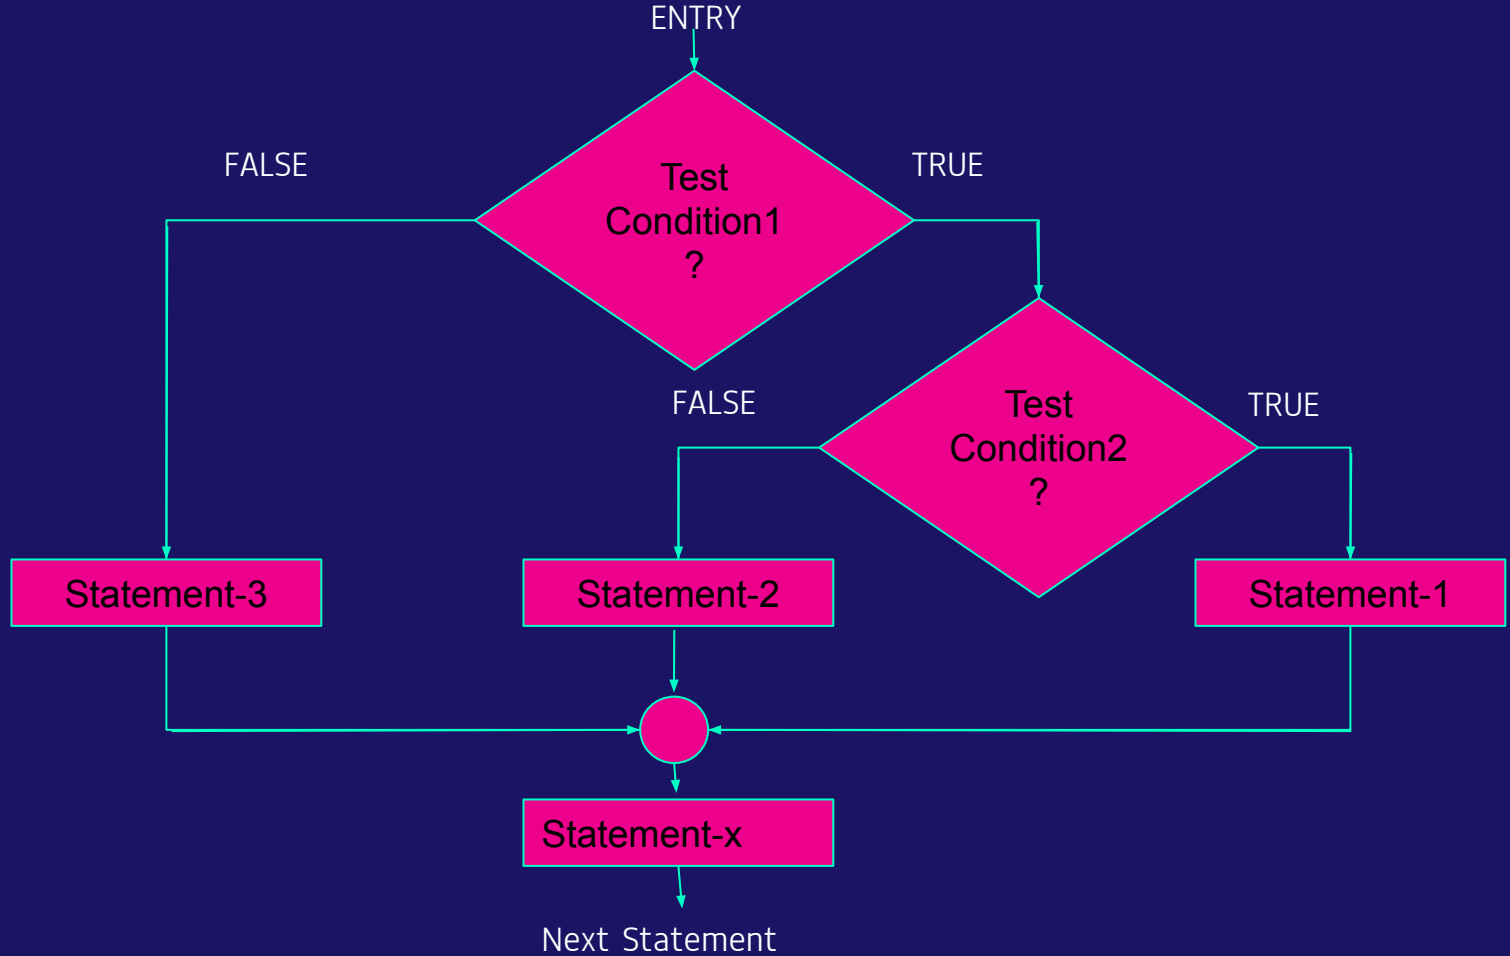 ENTRY
FALSE
TRUE
Test
Condition1
?
FALSE
TRUE
Test
Condition2
?
Statement-3
Statement-2
Statement-1
Statement-x
Next Statement